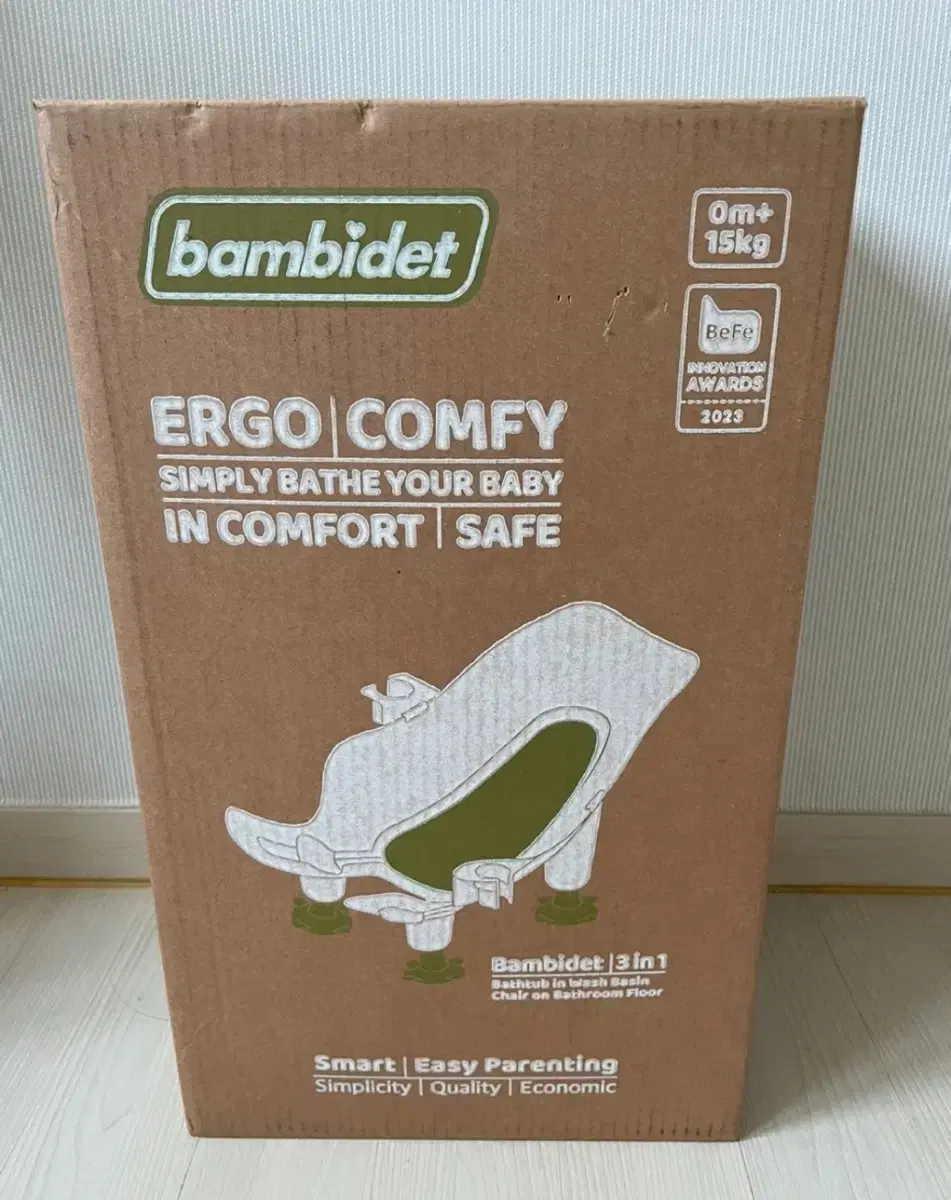 bambidet
0m+
15kg
BeFe
INNOVATION
AWARDS
2023
ERGO | COMFY
SIMPLY BATHE YOUR BABY
IN COMFORT | SAFE
Bambidet | 3 in 1
Bathtub in Wash Basin
Chair on Bathroom Floor
Smart | Easy Parenting
Simplicity | Quality | Economic